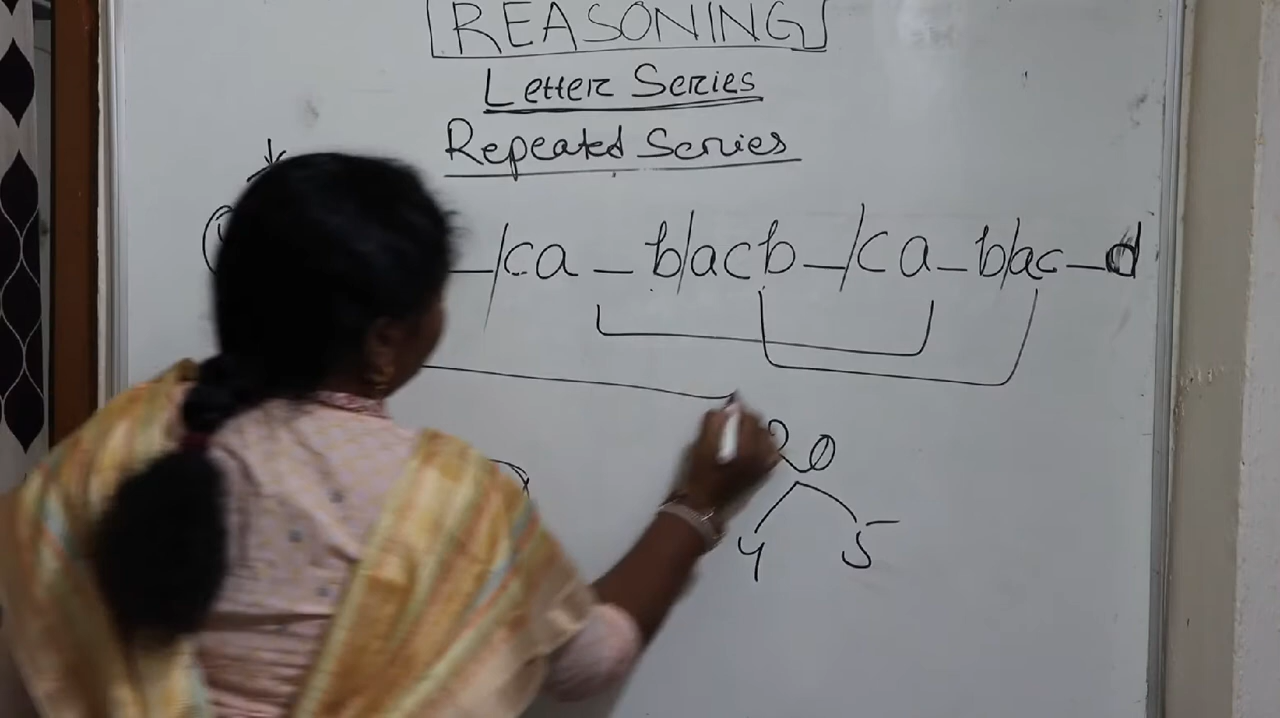 REASONING
Letter Series
Repeated Series
_/ca_b/acb_/ca_b/ac_d
20
4 5